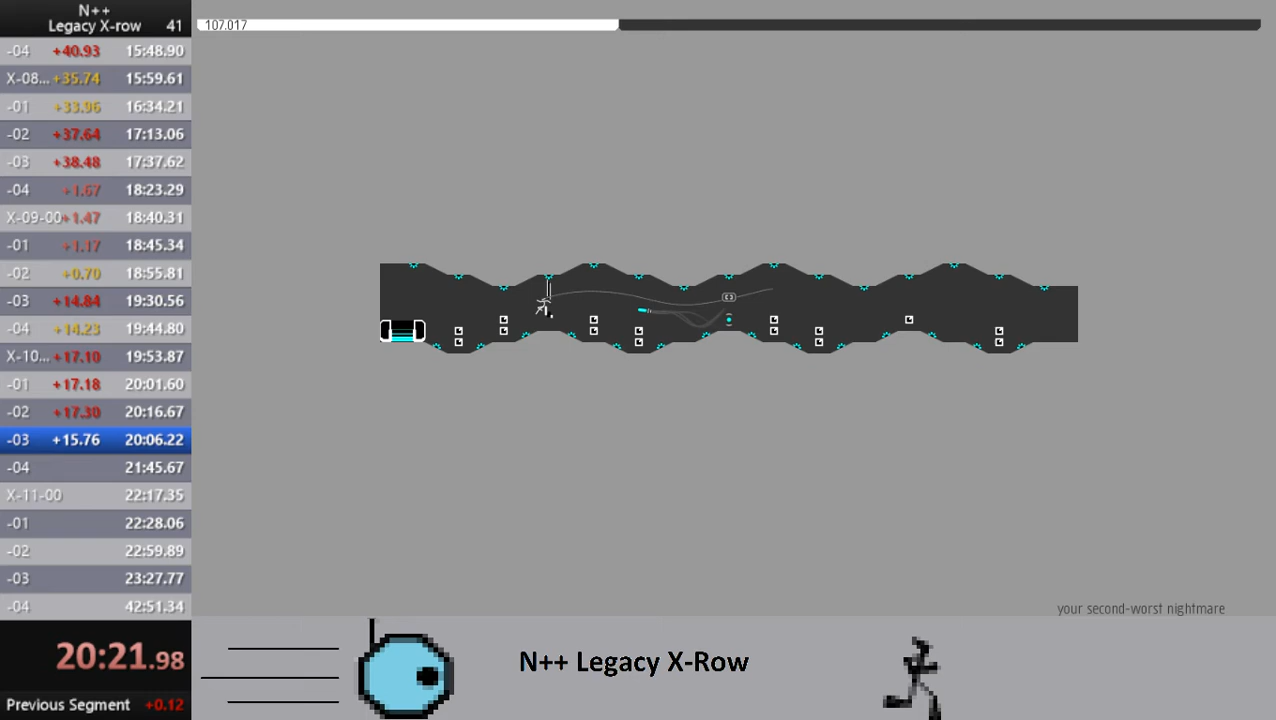 N++
Legacy X-row 41
-04 +40.93 15:48.90
X-08... +35.74 15:59.61
-01 +33.96 16:34.21
-02 +37.64 17:13.06
-03 +38.48 17:37.62
-04 +1.67 18:23.29
X-09-00 +1.47 18:40.31
-01 +1.17 18:45.34
-02 +0.70 18:55.81
-03 +14.84 19:30.56
-04 +14.23 19:44.80
X-10... +17.10 19:53.87
-01 +17.18 20:01.60
-02 +17.30 20:16.67
-03 +15.76 20:06.22
-04 21:45.67
X-11-00 22:17.35
-01 22:28.06
-02 22:59.89
-03 23:27.77
-04 42:51.34
20:21.98
Previous Segment +0.12
107.017
your second-worst nightmare
N++ Legacy X-Row